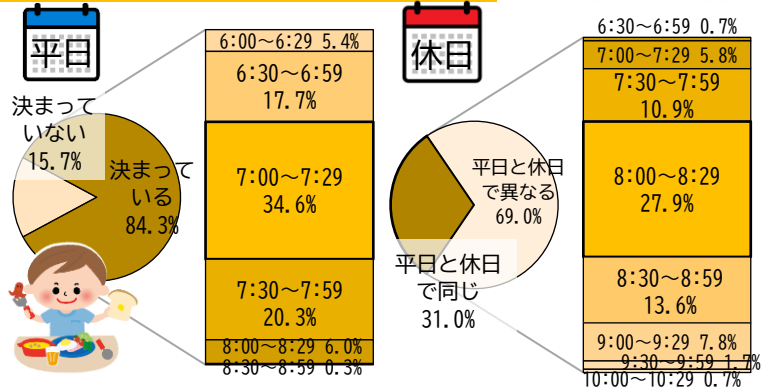 平日
決まって
いない
15.7%
決まって
いる
84.3%
6:00～6:29 5.4%
6:30～6:59
17.7%
7:00～7:29
34.6%
7:30～7:59
20.3%
8:00～8:29 6.0%
8:30～8:59 0.3%
休日
平日と休日
で異なる
69.0%
平日と休日
で同じ
31.0%
6:30～6:59 0.7%
7:00～7:29 5.8%
7:30～7:59
10.9%
8:00～8:29
27.9%
8:30～8:59
13.6%
9:00～9:29 7.8%
9:30～9:59 1.7%
10:00～10:29 0.7%